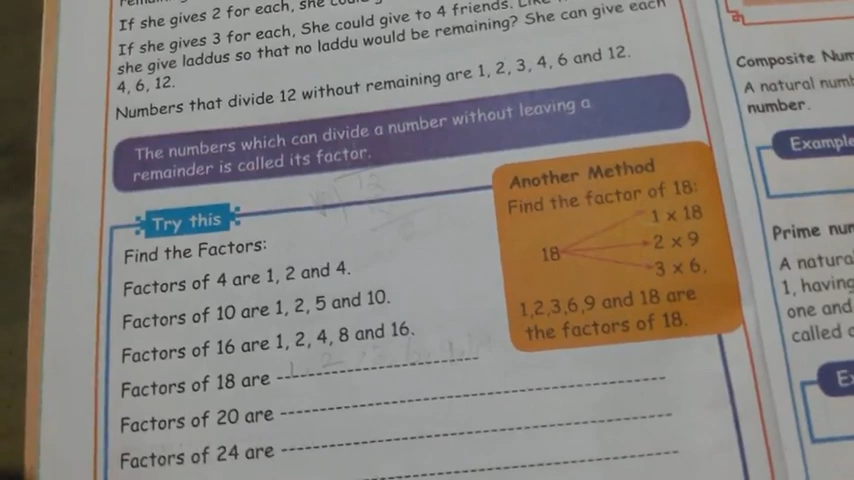 If she gives 2 for each, she
If she gives 3 for each, She could give to 4 friends.
she give laddus so that no laddu would be remaining? She can give each
4, 6, 12.
Numbers that divide 12 without remaining are 1, 2, 3, 4, 6 and 12.
The numbers which can divide a number without leaving a
remainder is called its factor.
Try this
Find the Factors:
Factors of 4 are 1, 2 and 4.
Factors of 10 are 1, 2, 5 and 10.
Factors of 16 are 1, 2, 4, 8 and 16.
Factors of 18 are
Factors of 20 are
Factors of 24 are
Another Method
Find the factor of 18:
1 x 18
18 2 x 9
3 x 6.
1,2,3,6,9 and 18 are
the factors of 18.
Composite Num
A natural numb
number.
Example
Prime num
A natura
1, having
one and
called